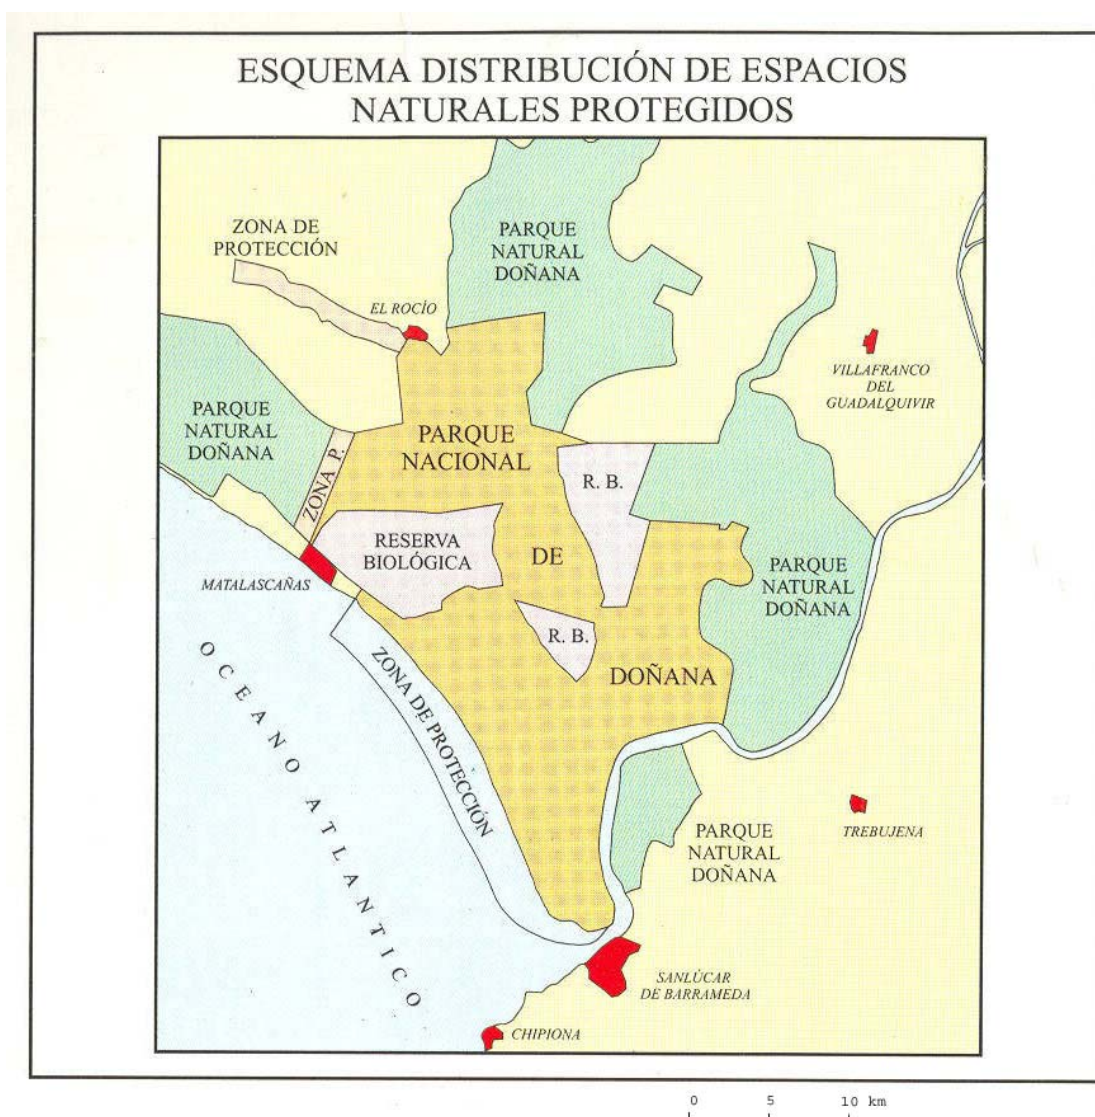 ESQUEMA DISTRIBUCIÓN DE ESPACIOS
NATURALES PROTEGIDOS
ZONA DE
PROTECCIÓN
PARQUE
NATURAL
DOÑANA
EL ROCÍO
VILLAFRANCO
DEL
GUADALQUIVIR
PARQUE
NATURAL
DOÑANA
PARQUE
NACIONAL
ZONA P.
R. B.
RESERVA
BIOLÓGICA
DE
PARQUE
NATURAL
DOÑANA
MATALASCAÑAS
R. B.
DOÑANA
ZONA DE PROTECCIÓN
OCEANO ATLANTICO
TREBUJENA
PARQUE
NATURAL
DOÑANA
SANLÚCAR
DE BARRAMEDA
CHIPIONA
0 5 10 km